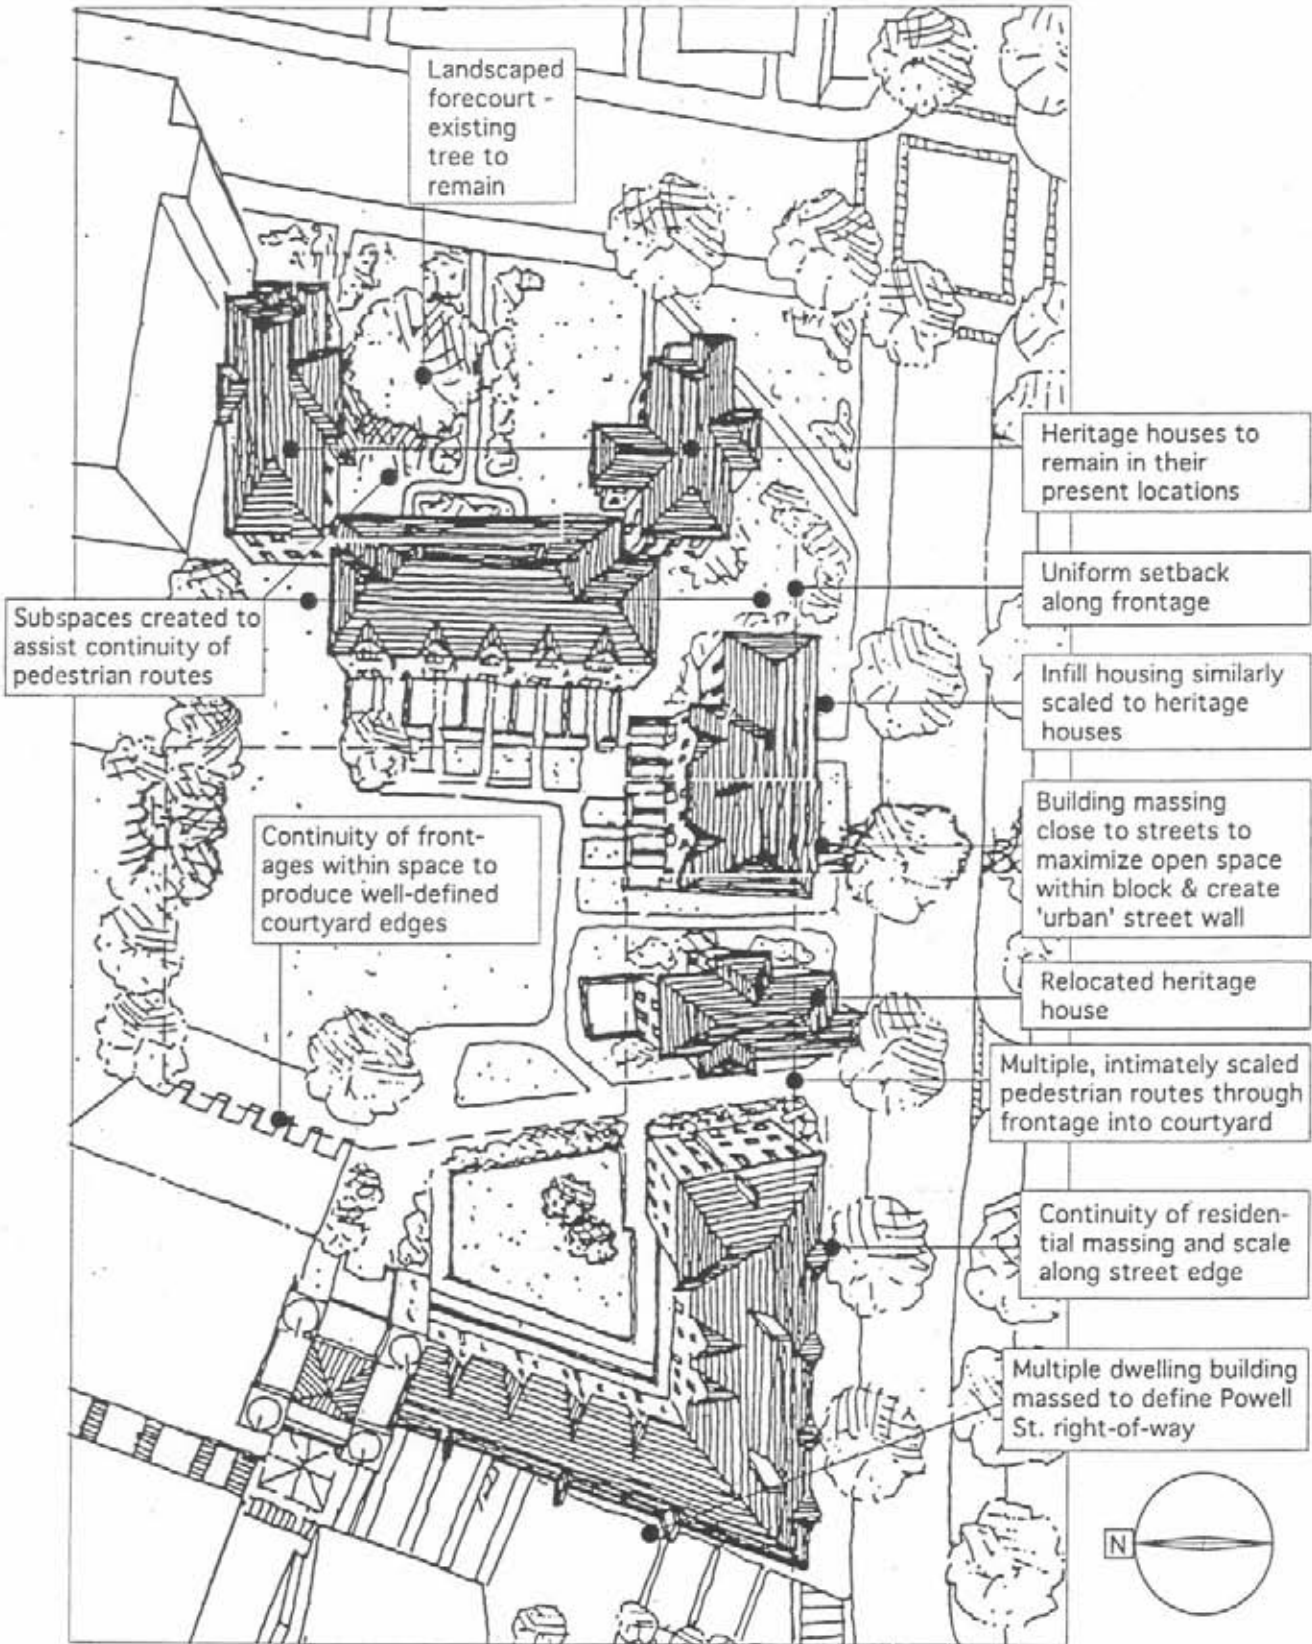 Landscaped
forecourt -
existing
tree to
remain
Heritage houses to
remain in their
present locations
Uniform setback
along frontage
Subspaces created to
assist continuity of
pedestrian routes
Infill housing similarly
scaled to heritage
houses
Building massing
close to streets to
maximize open space
within block & create
'urban' street wall
Continuity of front-
ages within space to
produce well-defined
courtyard edges
Relocated heritage
house
Multiple, intimately scaled
pedestrian routes through
frontage into courtyard
Continuity of residen-
tial massing and scale
along street edge
Multiple dwelling building
massed to define Powell
St. right-of-way
N